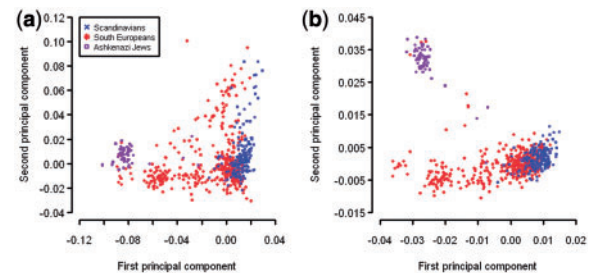 (a)
Second principal component
0.12
0.10
0.08
0.06
0.04
0.02
0.00
-0.02
-0.04
Scandinavians
South Europeans
Ashkenazi Jews
-0.12 -0.08 -0.04 0.00 0.04
First principal component
(b)
Second principal component
0.045
0.035
0.025
0.015
0.005
-0.005
-0.015
-0.04 -0.03 -0.02 -0.01 0.00 0.01 0.02
First principal component